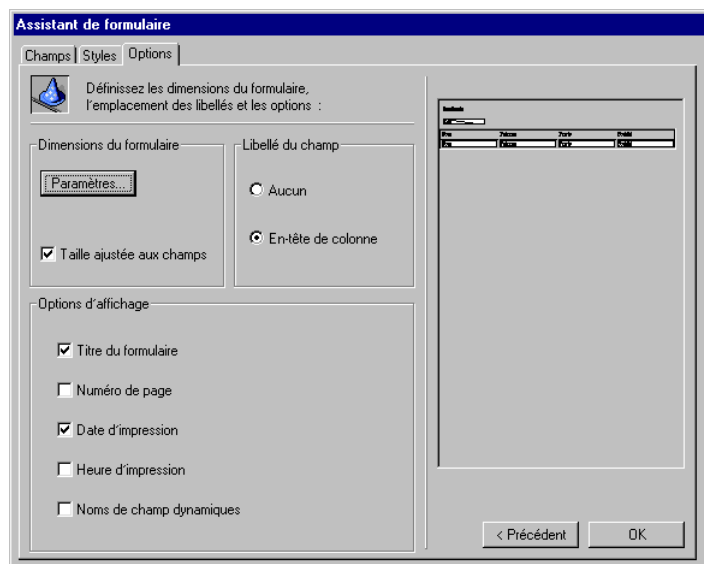 Assistant de formulaire
Champs
Styles
Options
Définissez les dimensions du formulaire,
l'emplacement des libellés et les options :
Dimensions du formulaire
Paramètres...
Taille ajustée aux champs
Libellé du champ
Aucun
En-tête de colonne
Options d'affichage
Titre du formulaire
Numéro de page
Date d'impression
Heure d'impression
Noms de champ dynamiques
< Précédent
OK